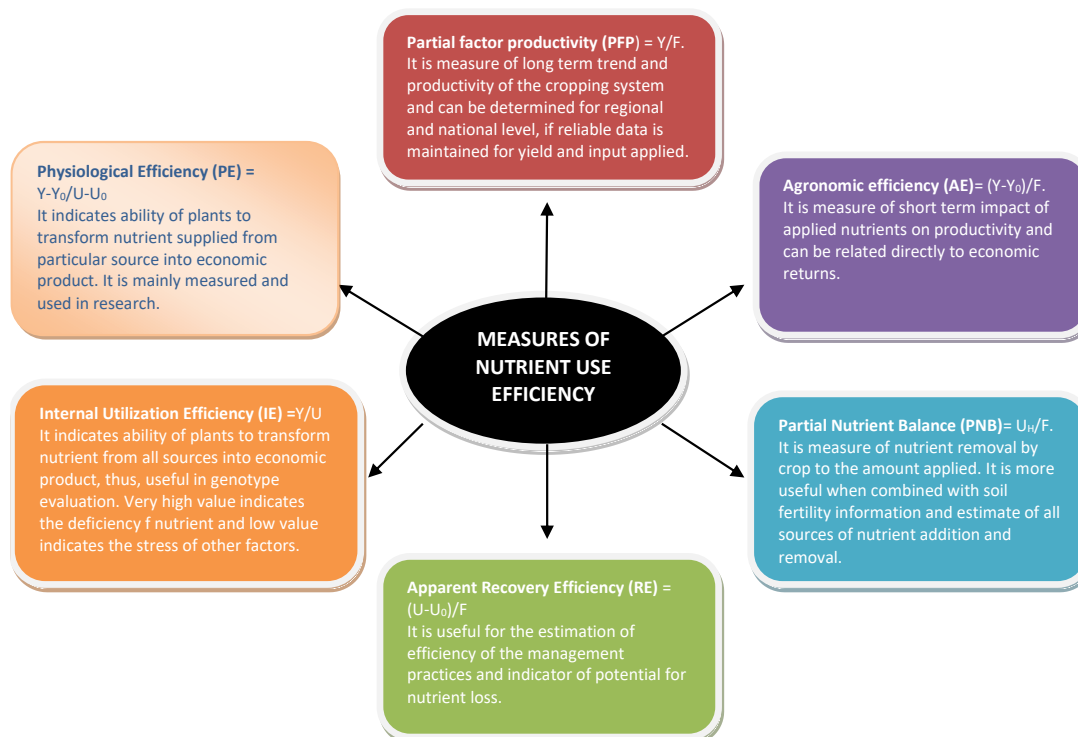 Partial factor productivity (PFP) = Y/F.
It is measure of long term trend and
productivity of the cropping system
and can be determined for regional
and national level, if reliable data is
maintained for yield and input applied.
Physiological Efficiency (PE) =
Y-Y₀/U-U₀
It indicates ability of plants to
transform nutrient supplied from
particular source into economic
product. It is mainly measured and
used in research.
Agronomic efficiency (AE)= (Y-Y₀)/F.
It is measure of short term impact of
applied nutrients on productivity and
can be related directly to economic
returns.
MEASURES OF
NUTRIENT USE
EFFICIENCY
Internal Utilization Efficiency (IE) =Y/U
It indicates ability of plants to transform
nutrient from all sources into economic
product, thus, useful in genotype
evaluation. Very high value indicates
the deficiency f nutrient and low value
indicates the stress of other factors.
Partial Nutrient Balance (PNB)= U_H/F.
It is measure of nutrient removal by
crop to the amount applied. It is more
useful when combined with soil
fertility information and estimate of all
sources of nutrient addition and
removal.
Apparent Recovery Efficiency (RE) =
(U-U₀)/F
It is useful for the estimation of
efficiency of the management
practices and indicator of potential for
nutrient loss.